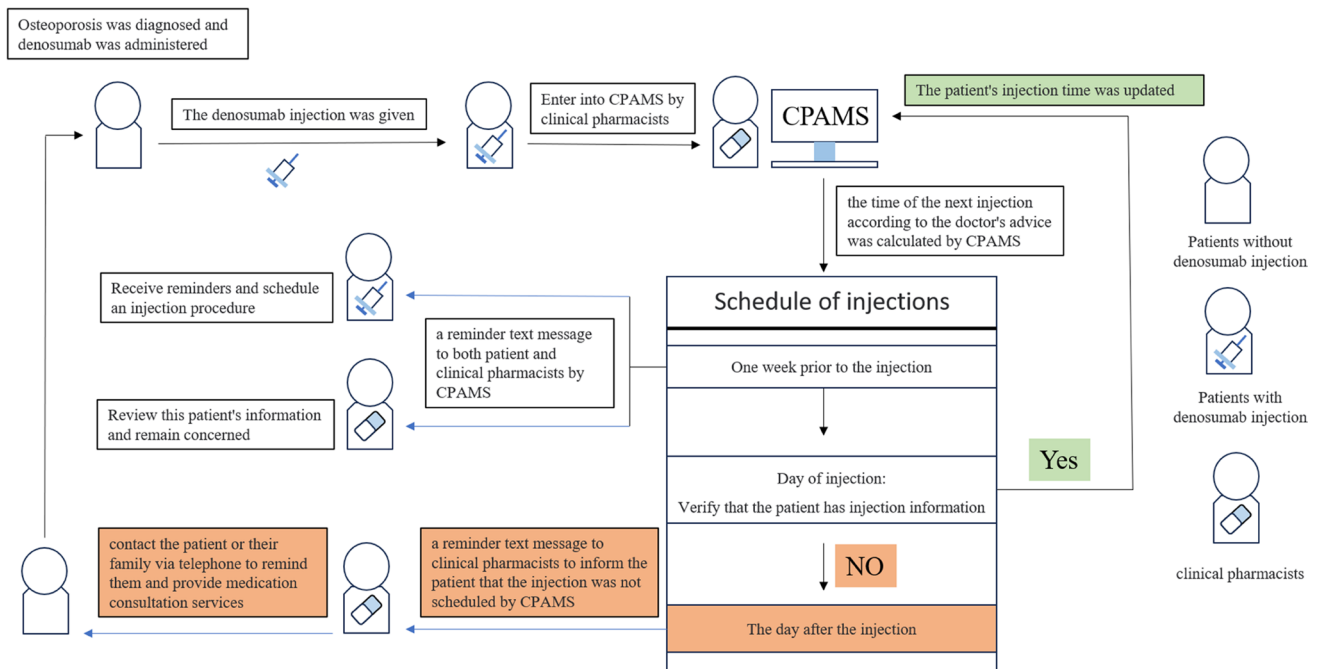 Osteoporosis was diagnosed and
denosumab was administered
The denosumab injection was given
Enter into CPAMS by
clinical pharmacists
CPAMS
The patient's injection time was updated
the time of the next injection
according to the doctor's advice
was calculated by CPAMS
Patients without
denosumab injection
Receive reminders and schedule
an injection procedure
Schedule of injections
a reminder text message
to both patient and
clinical pharmacists by
CPAMS
One week prior to the injection
Patients with
denosumab injection
Review this patient's information
and remain concerned
Yes
Day of injection:
Verify that the patient has injection information
contact the patient or their
family via telephone to remind
them and provide medication
consultation services
a reminder text message to
clinical pharmacists to inform the
patient that the injection was not
scheduled by CPAMS
NO
clinical pharmacists
The day after the injection